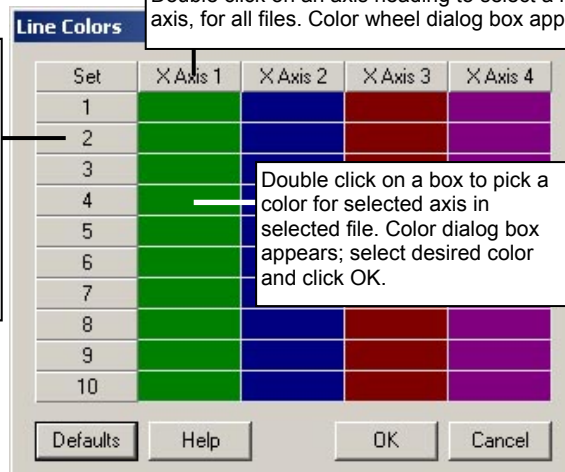 Double click on an axis heading to select a
axis, for all files. Color wheel dialog box
Line Colors
Set X Axis 1 X Axis 2 X Axis 3 X Axis 4
1
2
3
4
5
6
7
8
9
10
Double click on a box to pick a
color for selected axis in
selected file. Color dialog box
appears; select desired color
and click OK.
Defaults Help OK Cancel